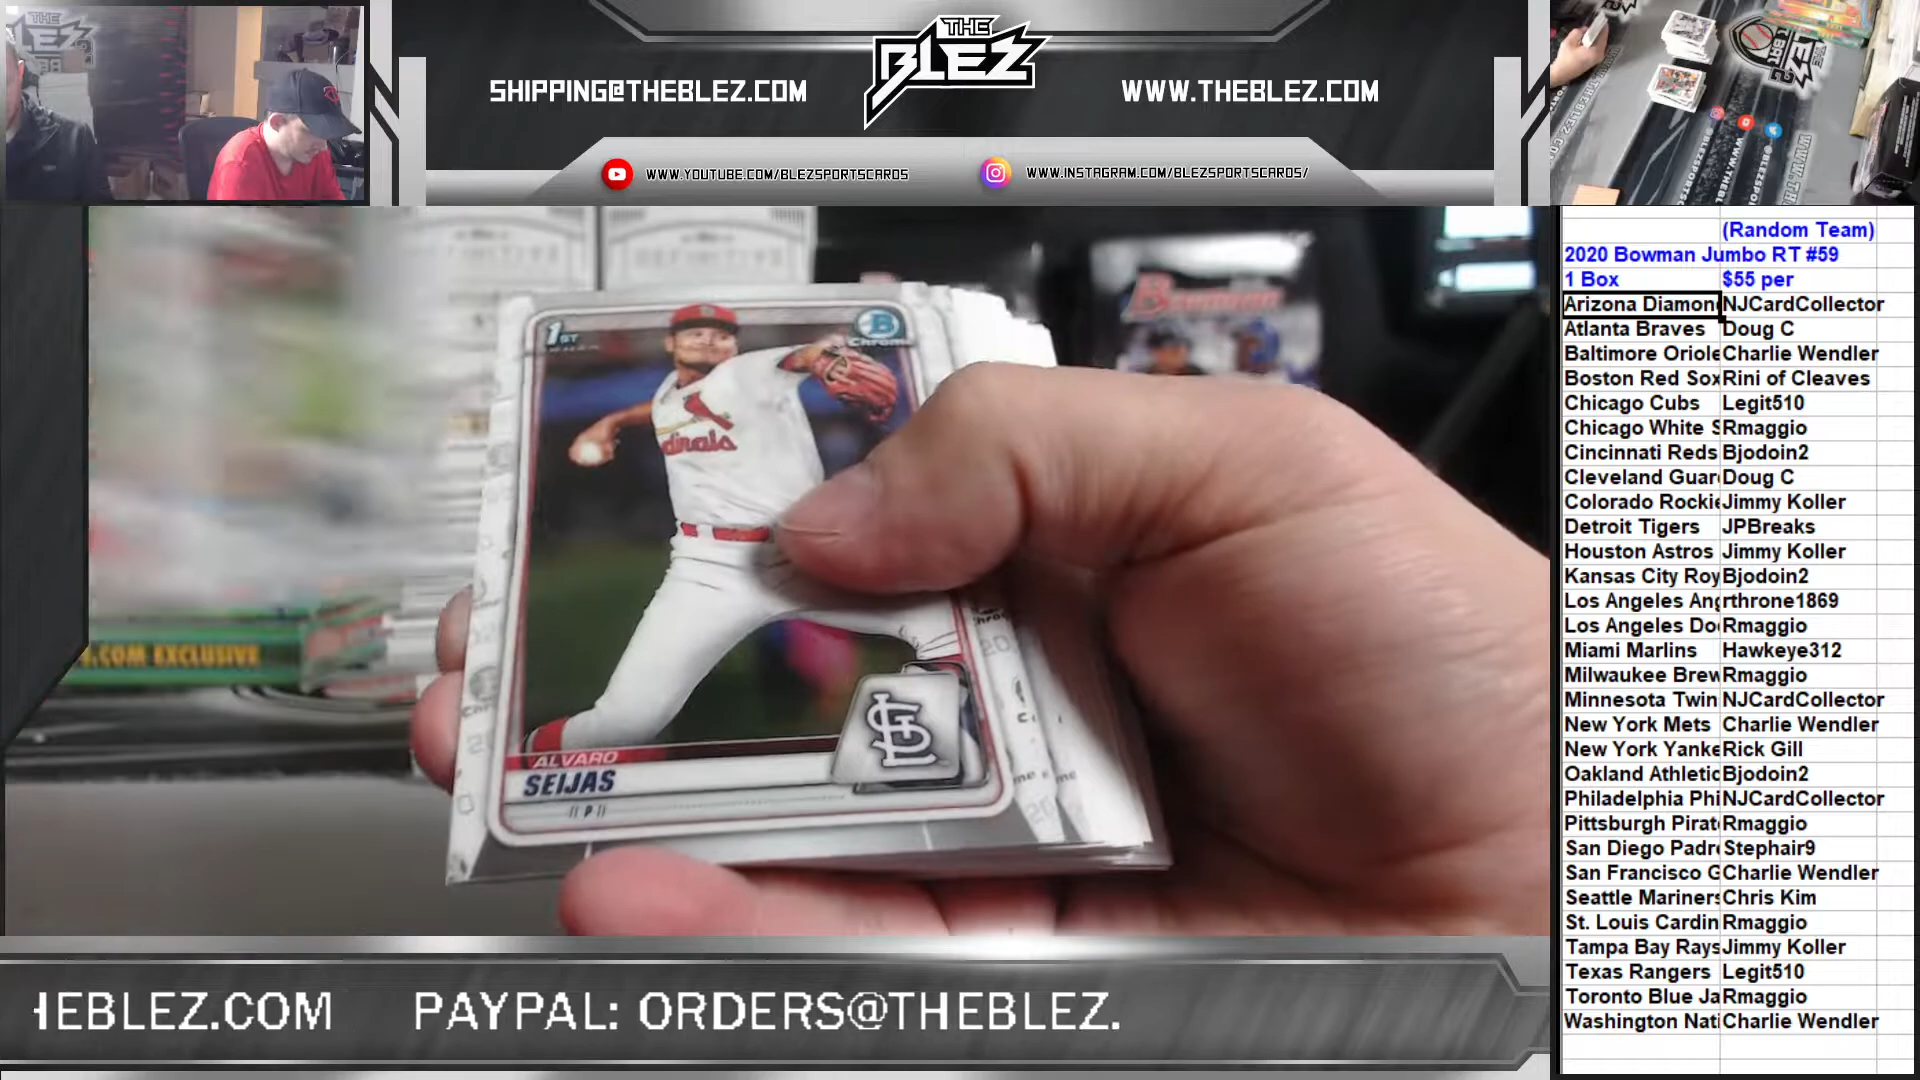 THE
BLEZ
SHIPPING@THEBLEZ.COM
WWW.THEBLEZ.COM
WWW.YOUTUBE.COM/BLEZSPORTSCARDS
WWW.INSTAGRAM.COM/BLEZSPORTSCARDS/
DEFINITIVE
DEFINITIVE
Bowman
1ST
B
Chrome
Cardinals
ALVARO
SEIJAS
P
STL
.COM EXCLUSIVE
(Random Team)
2020 Bowman Jumbo RT #59
1 Box $55 per
Arizona Diamon NJCardCollector
Atlanta Braves Doug C
Baltimore Oriole Charlie Wendler
Boston Red Sox Rini of Cleaves
Chicago Cubs Legit510
Chicago White S Rmaggio
Cincinnati Reds Bjodoin2
Cleveland Guar Doug C
Colorado Rockie Jimmy Koller
Detroit Tigers JPBreaks
Houston Astros Jimmy Koller
Kansas City Roy Bjodoin2
Los Angeles Ang rthrone1869
Los Angeles Do Rmaggio
Miami Marlins Hawkeye312
Milwaukee Brew Rmaggio
Minnesota Twin NJCardCollector
New York Mets Charlie Wendler
New York Yanke Rick Gill
Oakland Athletic Bjodoin2
Philadelphia Phi NJCardCollector
Pittsburgh Pirat Rmaggio
San Diego Padr Stephair9
San Francisco G Charlie Wendler
Seattle Mariners Chris Kim
St. Louis Cardin Rmaggio
Tampa Bay Rays Jimmy Koller
Texas Rangers Legit510
Toronto Blue Ja Rmaggio
Washington Nati Charlie Wendler
HEBLEZ.COM PAYPAL: ORDERS@THEBLEZ.